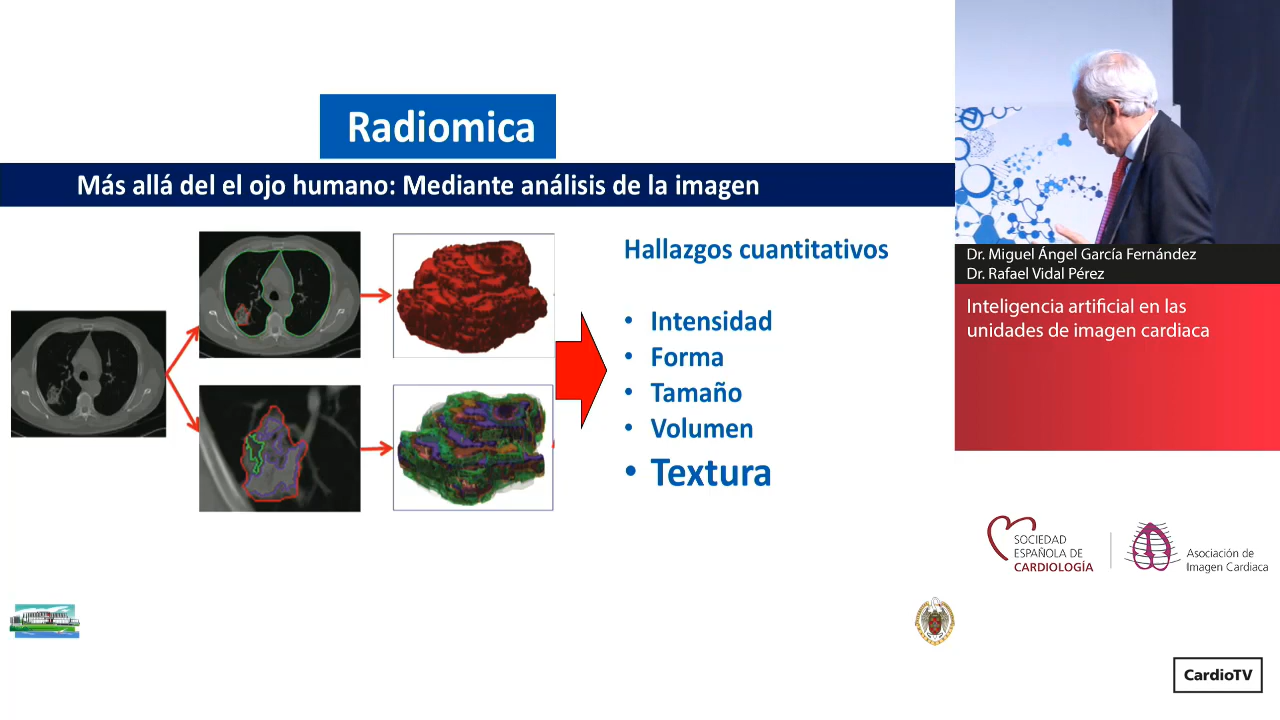 Radiomica
Más allá del el ojo humano: Mediante análisis de la imagen
Hallazgos cuantitativos
• Intensidad
• Forma
• Tamaño
• Volumen
• Textura
Dr. Miguel Ángel García Fernández
Dr. Rafael Vidal Pérez
Inteligencia artificial en las
unidades de imagen cardiaca
SOCIEDAD
ESPAÑOLA DE
CARDIOLOGÍA
Asociación de
Imagen Cardiaca
CardioTV